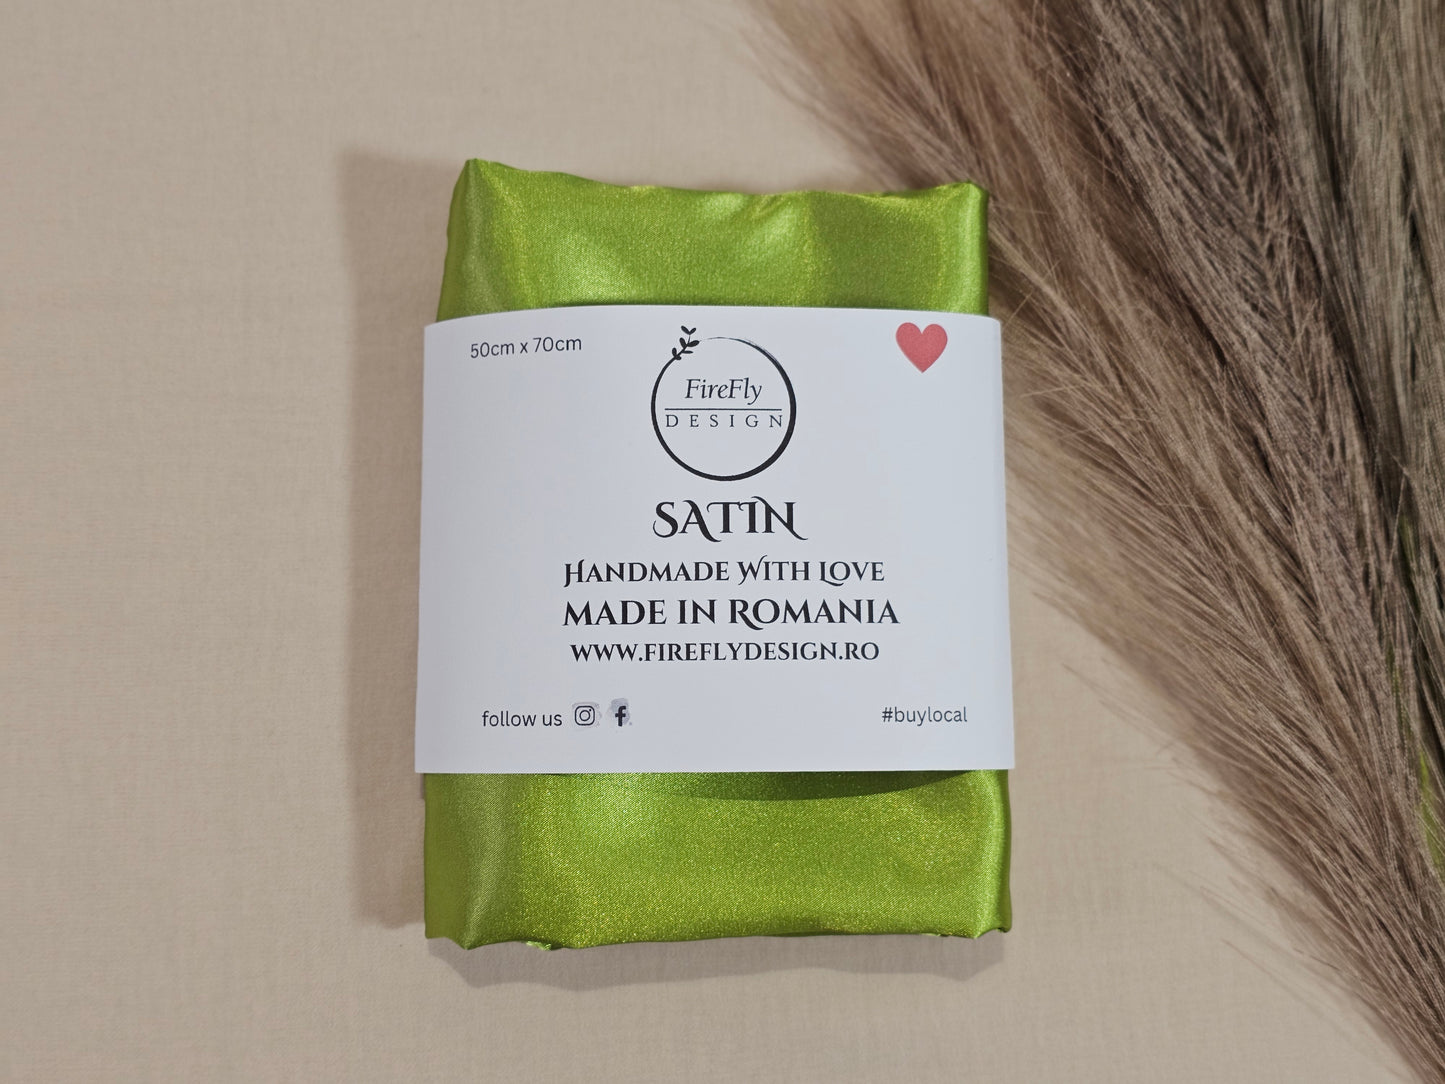 50cm x 70cm
FireFly
DESIGN
SATIN
HANDMADE WITH LOVE
MADE IN ROMANIA
WWW.FIREFLYDESIGN.RO
follow us
#buylocal